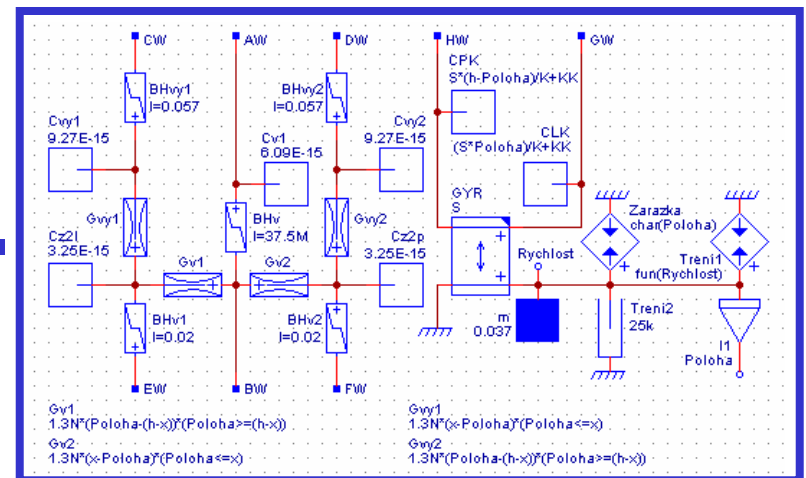 CW
AW
DW
HW
GW
CPK
S*(h-Poloha)/K+KK
BHvy1
l=0.057
BHvy2
l=0.057
Cvy1
9.27E-15
Cv1
6.09E-15
Cvy2
9.27E-15
CLK
(S*Poloha)/K+KK
GYR
S
Gvy1
BHv
l=37.5M
Gvy2
Zarazka
char(Poloha)
Cz2l
3.25E-15
Gv1
Gv2
Cz2p
3.25E-15
Rychlost
Treni1
fun(Rychlost)
BHv1
l=0.02
BHv2
l=0.02
m
0.037
Treni2
25k
I1
Poloha
EW
BW
FW
Gv1
1.3N*(Poloha-(h-x))*(Poloha>=(h-x))
Gvy1
1.3N*(x-Poloha)*(Poloha<=x)
Gv2
1.3N*(x-Poloha)*(Poloha<=x)
Gvy2
1.3N*(Poloha-(h-x))*(Poloha>=(h-x))